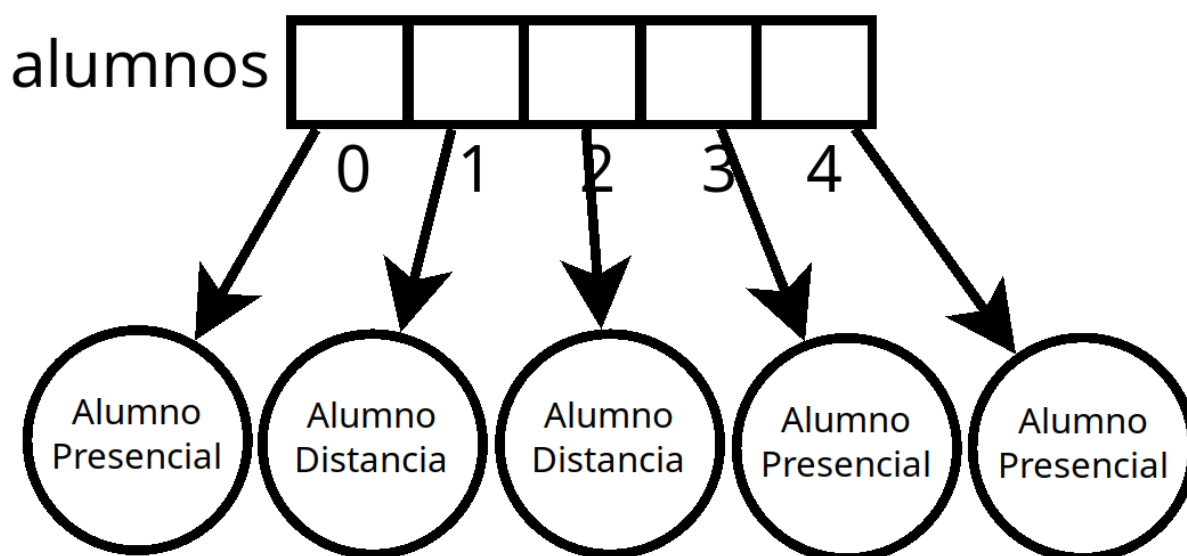 alumnos
0 1 2 3 4
Alumno
Presencial
Alumno
Distancia
Alumno
Distancia
Alumno
Presencial
Alumno
Presencial